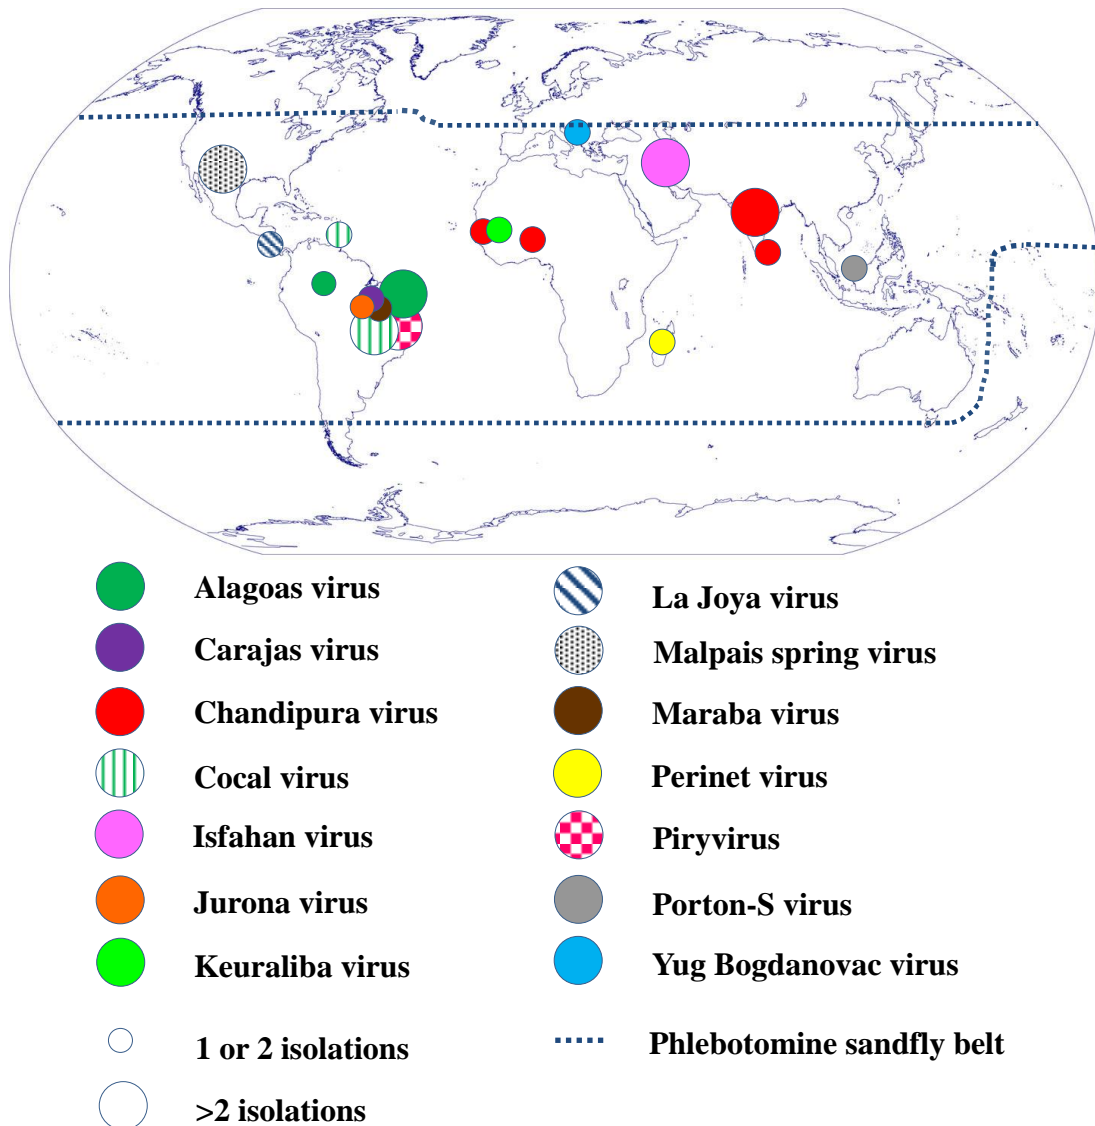 Alagoas virus
Carajas virus
Chandipura virus
Cocal virus
Isfahan virus
Jurona virus
Keuraliba virus
1 or 2 isolations
>2 isolations
La Joya virus
Malpais spring virus
Maraba virus
Perinet virus
Piryvirus
Porton-S virus
Yug Bogdanovac virus
Phlebotomine sandfly belt